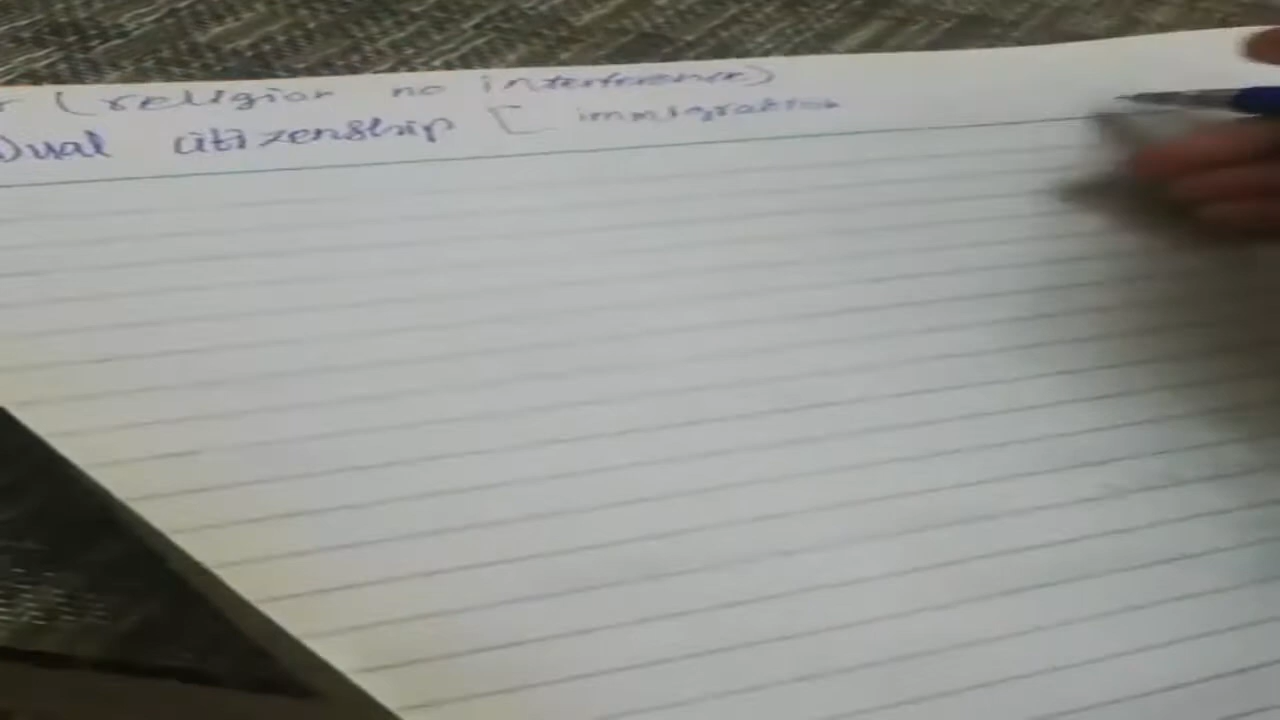 (religion no interference)
Dual citizenship [ immigration